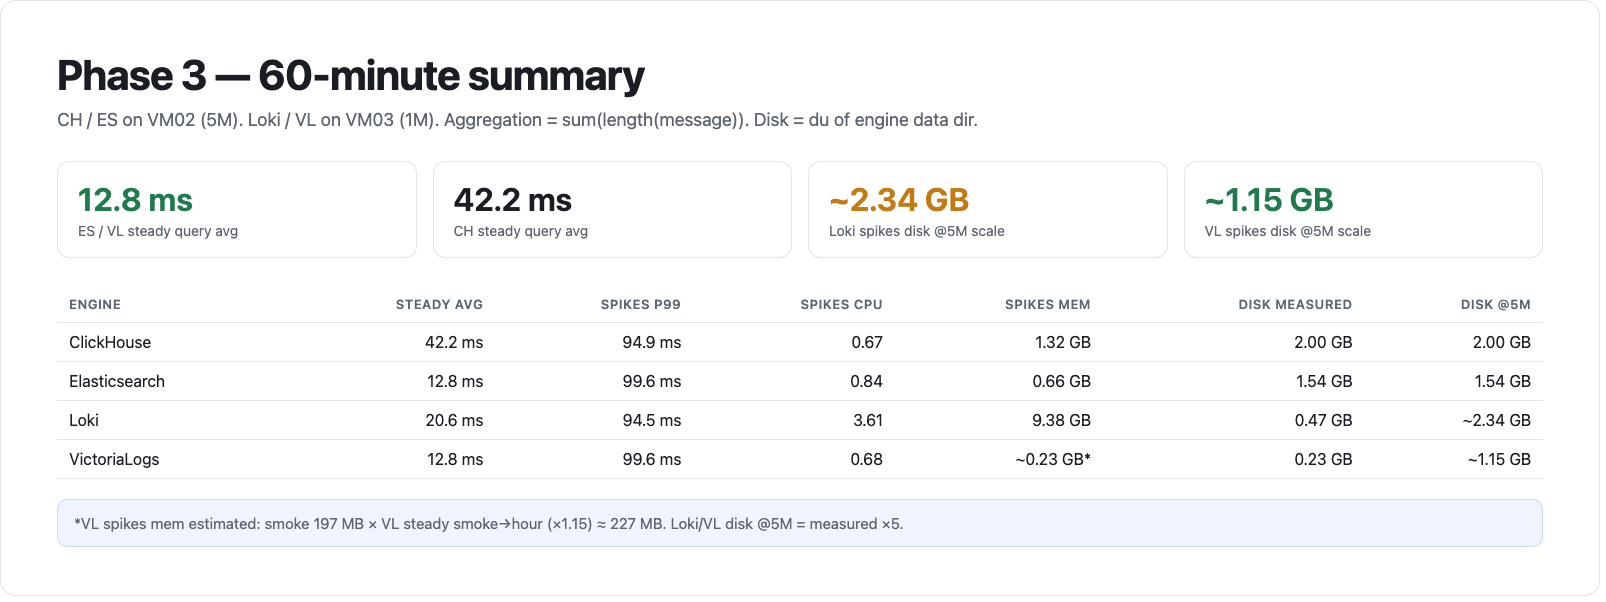 Phase 3 — 60-minute summary
CH / ES on VM02 (5M). Loki / VL on VM03 (1M). Aggregation = sum(length(message)). Disk = du of engine data dir.
12.8 ms
ES / VL steady query avg
42.2 ms
CH steady query avg
~2.34 GB
Loki spikes disk @5M scale
~1.15 GB
VL spikes disk @5M scale
ENGINE STEADY AVG SPIKES P99 SPIKES CPU SPIKES MEM DISK MEASURED DISK @5M
ClickHouse 42.2 ms 94.9 ms 0.67 1.32 GB 2.00 GB 2.00 GB
Elasticsearch 12.8 ms 99.6 ms 0.84 0.66 GB 1.54 GB 1.54 GB
Loki 20.6 ms 94.5 ms 3.61 9.38 GB 0.47 GB ~2.34 GB
VictoriaLogs 12.8 ms 99.6 ms 0.68 ~0.23 GB* 0.23 GB ~1.15 GB
*VL spikes mem estimated: smoke 197 MB × VL steady smoke→hour (×1.15) ≈ 227 MB. Loki/VL disk @5M = measured ×5.